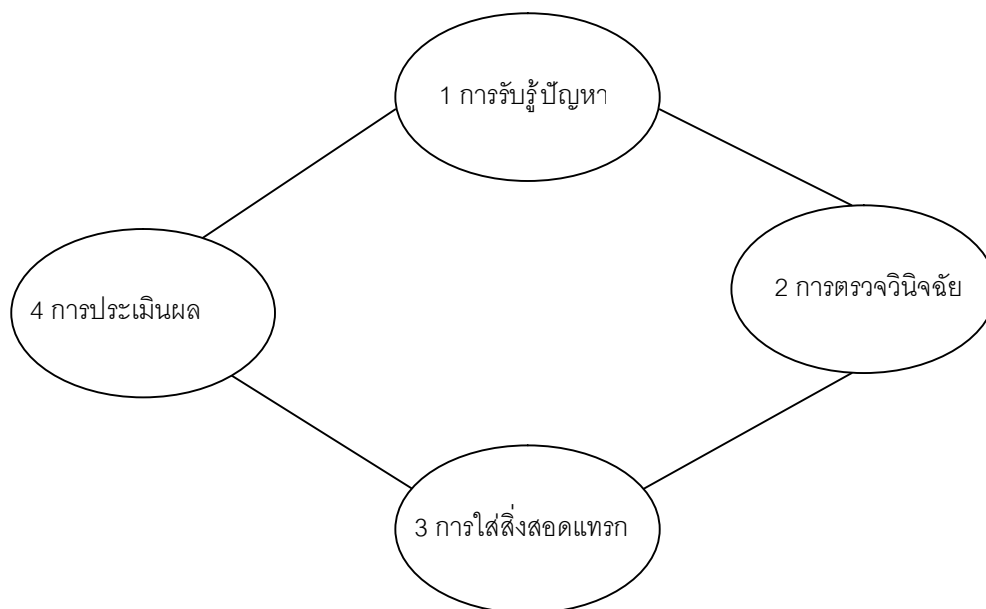 1 การรับรู้ปัญหา
2 การตรวจวินิจฉัย
3 การใส่สิ่งสอดแทรก
4 การประเมินผล